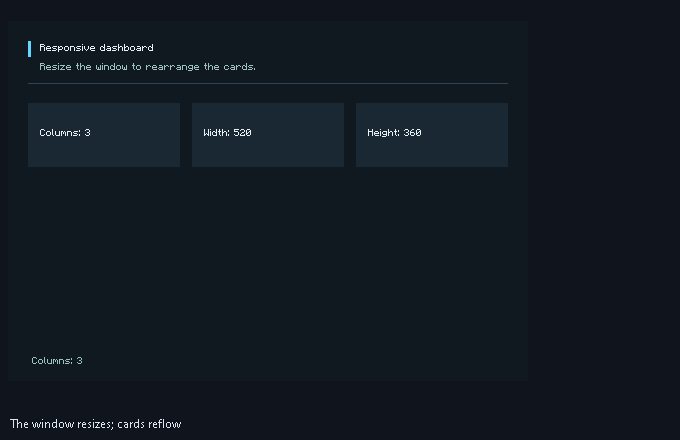 Responsive dashboard
Resize the window to rearrange the cards.
Columns: 3
Width: 520
Height: 360
Columns: 3
The window resizes; cards reflow